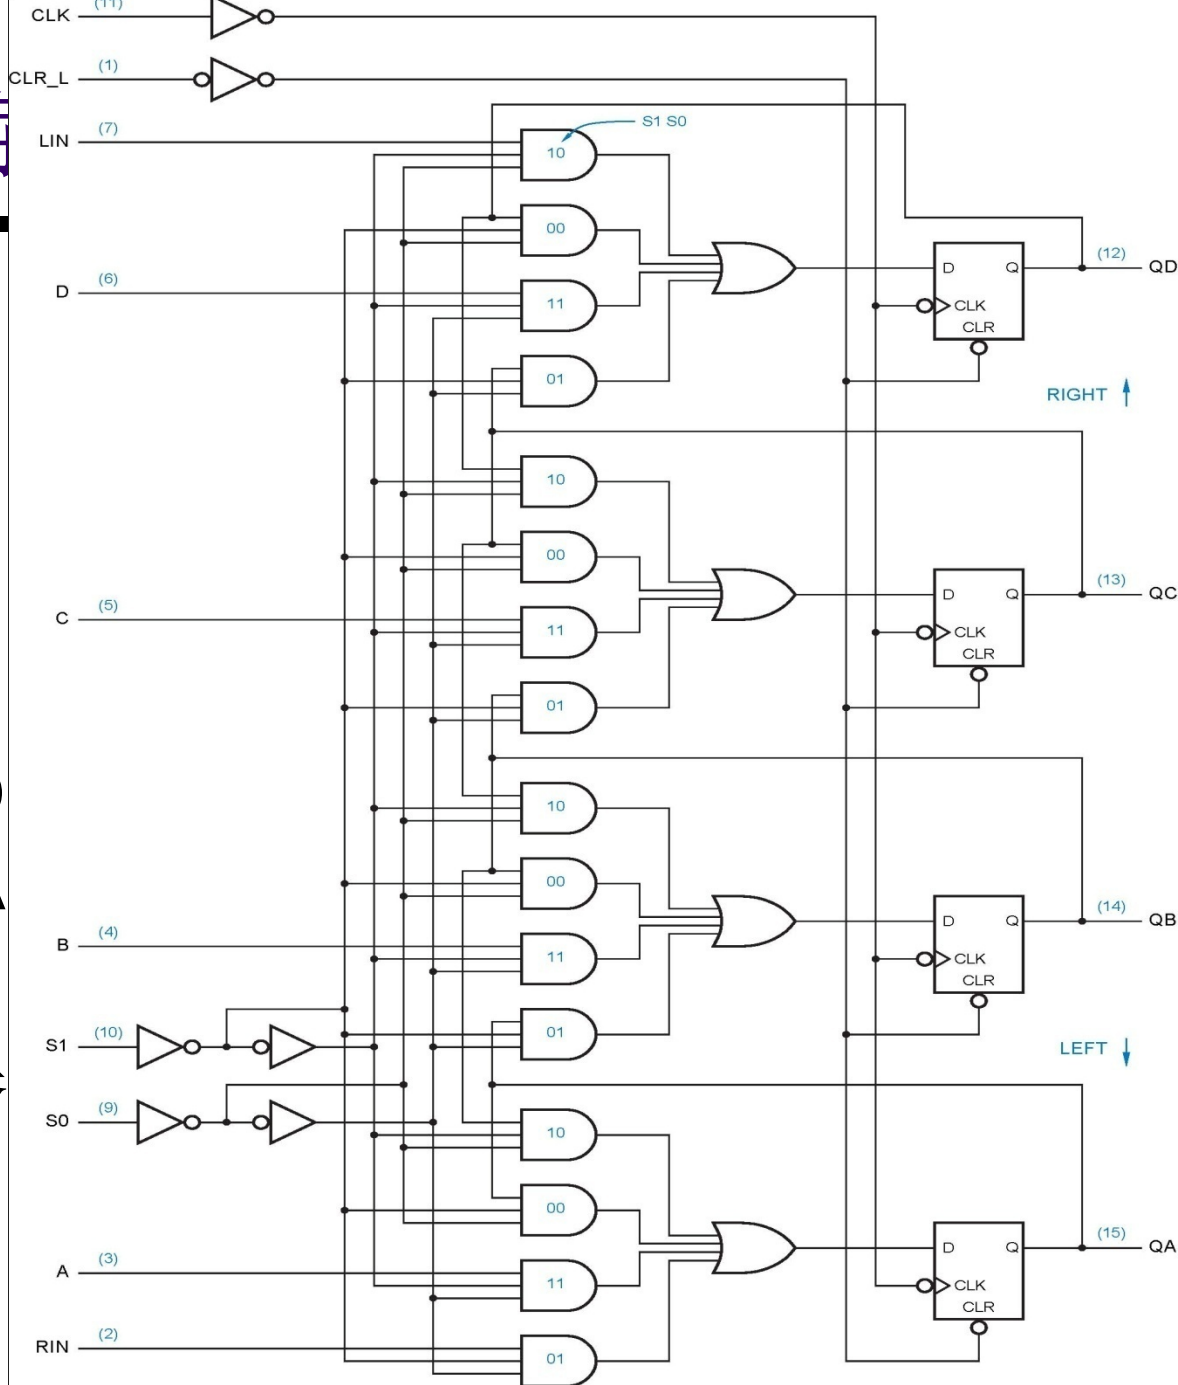 CLK (11)
CLR_L (1)
LIN (7)
S1 S0
10
00
D (6)
D Q (12) QD
11
CLK
CLR
01
RIGHT
10
00
C (5)
D Q (13) QC
11
CLK
CLR
01
10
00
B (4)
D Q (14) QB
11
CLK
CLR
01
S1 (10)
LEFT
S0 (9)
10
00
A (3)
D Q (15) QA
11
CLK
CLR
RIN (2)
01